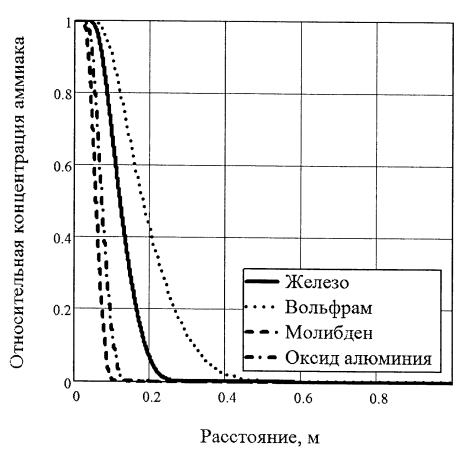 Относительная концентрация аммиака
1
0.8
0.6
0.4
0.2
0
0
0.2
0.4
0.6
0.8
Железо
Вольфрам
Молибден
Оксид алюминия
Расстояние, м